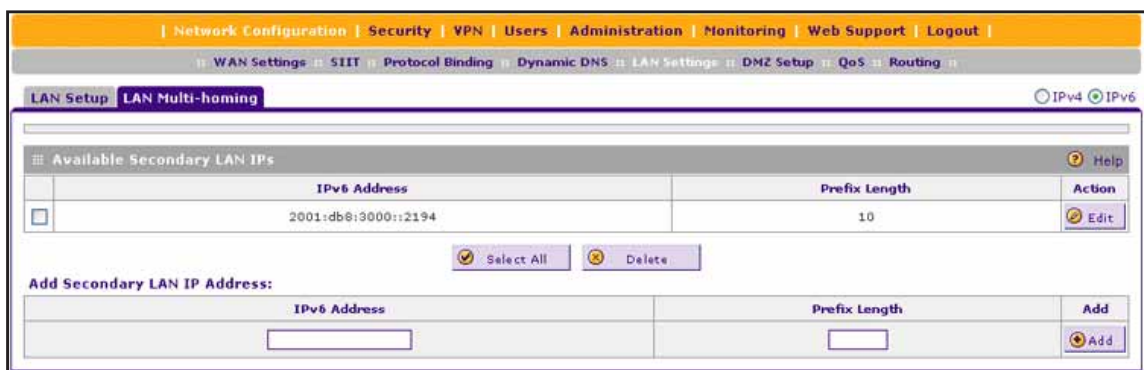 | Network Configuration | Security | VPN | Users | Administration | Monitoring | Web Support | Logout |
:: WAN Settings :: SIIT :: Protocol Binding :: Dynamic DNS :: LAN Settings :: DMZ Setup :: QoS :: Routing ::
LAN Setup LAN Multi-homing IPv4 IPv6
Available Secondary LAN IPs Help
IPv6 Address Prefix Length Action
2001:db8:3000::2194 10 Edit
Select All Delete
Add Secondary LAN IP Address:
IPv6 Address Prefix Length Add
Add